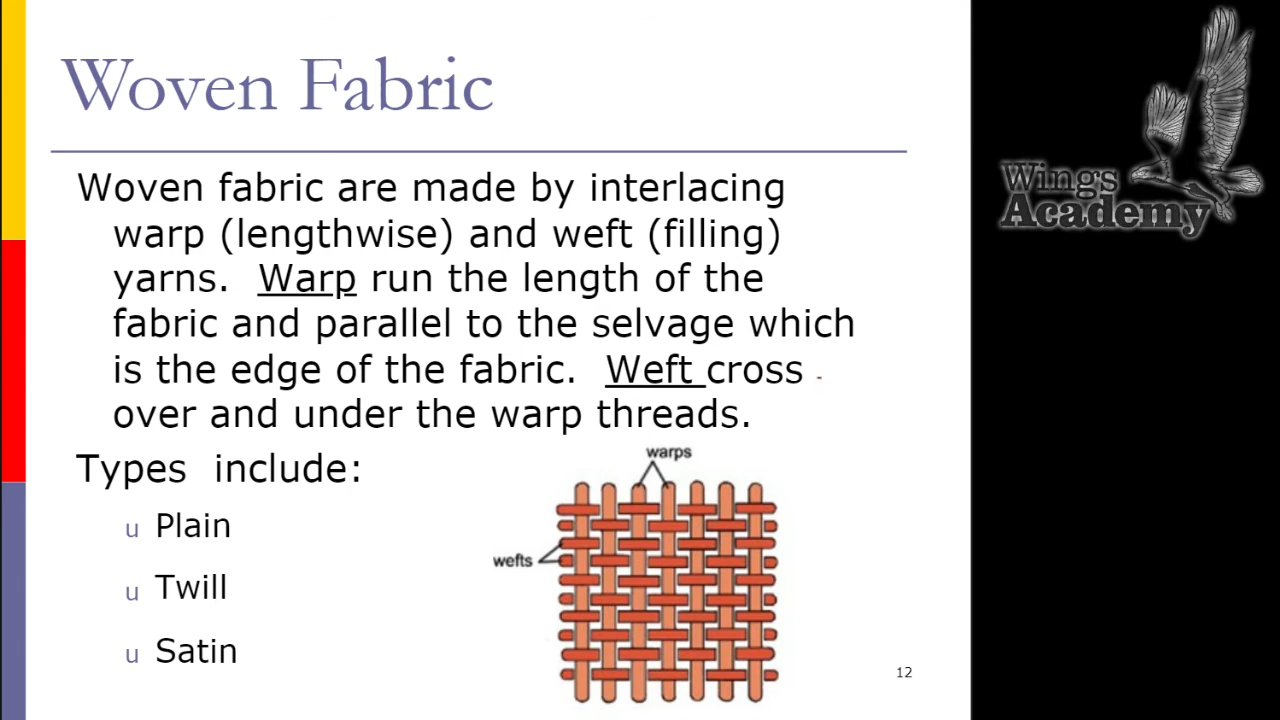 Woven Fabric
Woven fabric are made by interlacing
warp (lengthwise) and weft (filling)
yarns. Warp run the length of the
fabric and parallel to the selvage which
is the edge of the fabric. Weft cross
over and under the warp threads.
Types include:
u Plain
u Twill
u Satin
warps
wefts
12
Wings
Academy